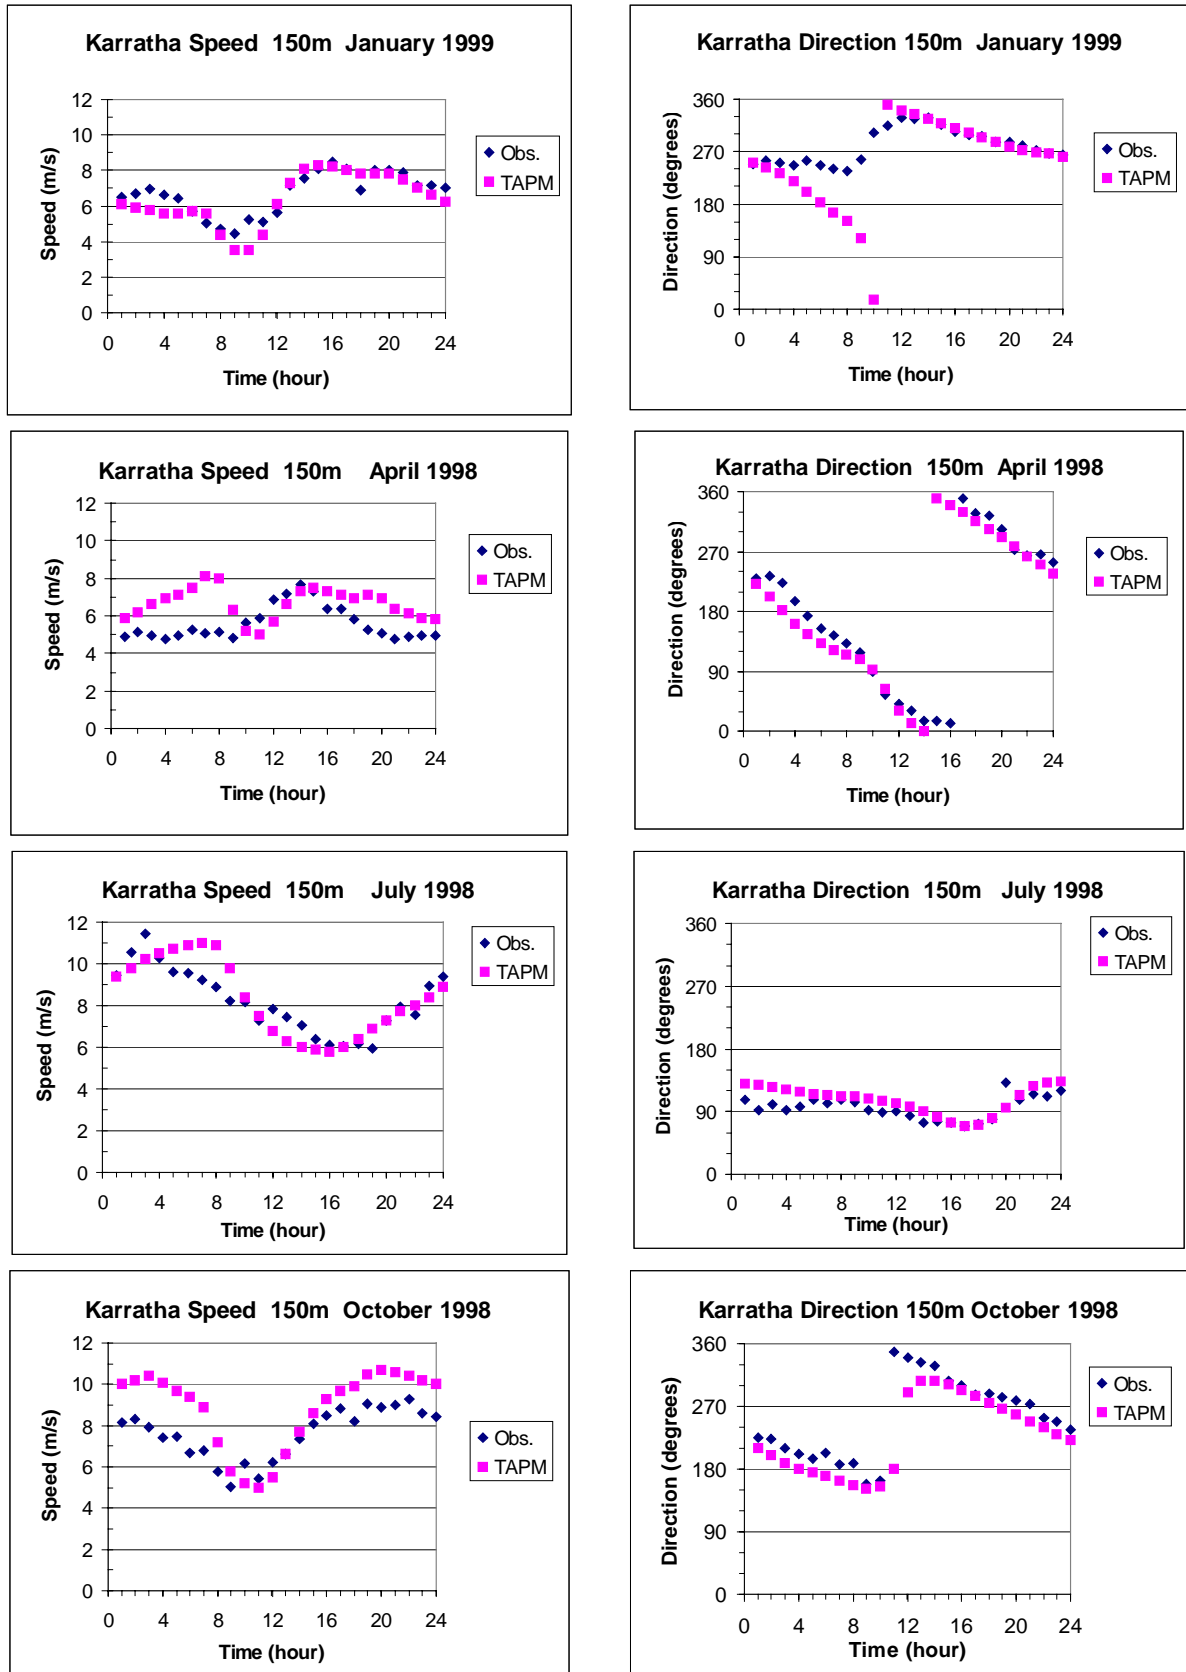 Karratha Speed 150m January 1999
12
10
8
6
4
2
0
0 4 8 12 16 20 24
Speed (m/s)
Time (hour)
Obs.
TAPM
Karratha Direction 150m January 1999
360
270
180
90
0
0 4 8 12 16 20 24
Direction (degrees)
Time (hour)
Obs.
TAPM
Karratha Speed 150m April 1998
12
10
8
6
4
2
0
0 4 8 12 16 20 24
Speed (m/s)
Time (hour)
Obs.
TAPM
Karratha Direction 150m April 1998
360
270
180
90
0
0 4 8 12 16 20 24
Direction (degrees)
Time (hour)
Obs.
TAPM
Karratha Speed 150m July 1998
12
10
8
6
4
2
0
0 4 8 12 16 20 24
Speed (m/s)
Time (hour)
Obs.
TAPM
Karratha Direction 150m July 1998
360
270
180
90
0
0 4 8 12 16 20 24
Direction (degrees)
Time (hour)
Obs.
TAPM
Karratha Speed 150m October 1998
12
10
8
6
4
2
0
0 4 8 12 16 20 24
Speed (m/s)
Time (hour)
Obs.
TAPM
Karratha Direction 150m October 1998
360
270
180
90
0
0 4 8 12 16 20 24
Direction (degrees)
Time (hour)
Obs.
TAPM